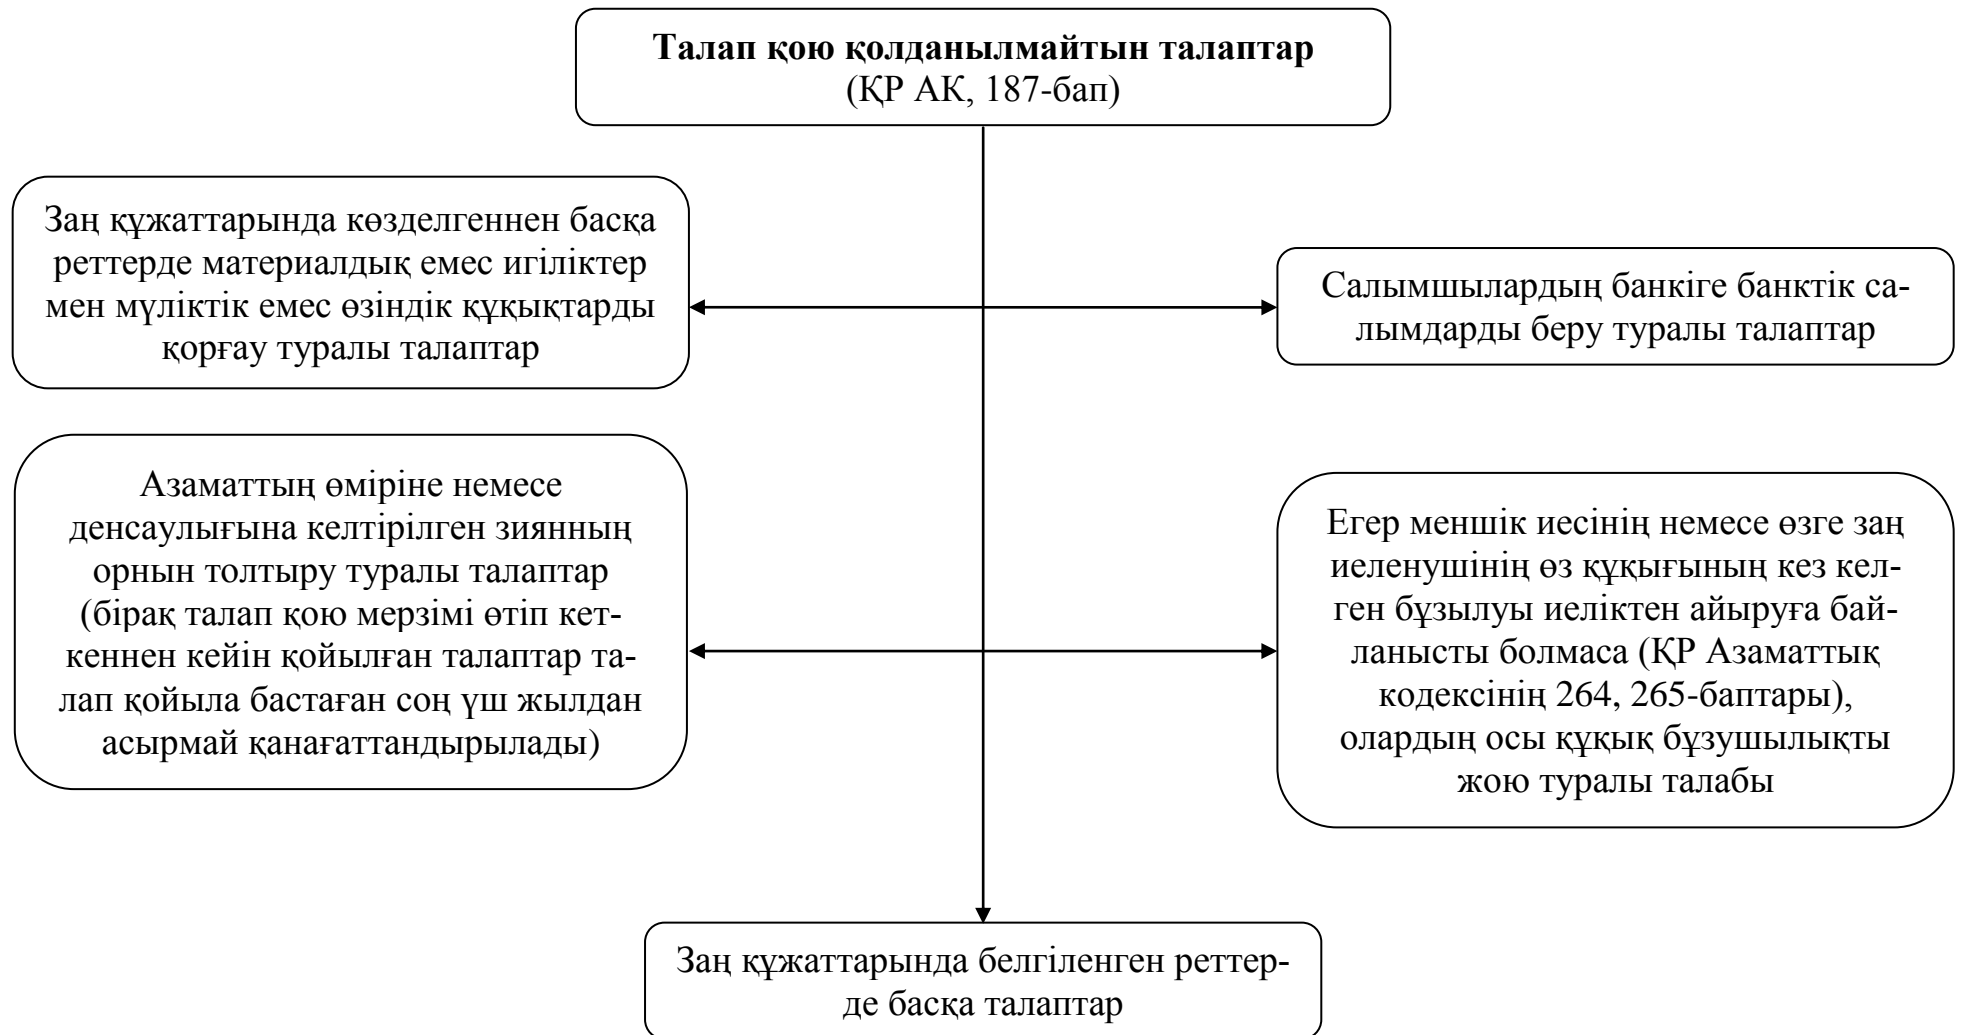 Талап қою қолданылмайтын талаптар
(ҚР АК, 187-бап)
Заң құжаттарында көзделгеннен басқа
реттерде материалдық емес игіліктер
мен мүліктік емес өзіндік құқықтарды
қорғау туралы талаптар
Салымшылардың банкіге банктік са-
лымдарды беру туралы талаптар
Азаматтың өміріне немесе
денсаулығына келтірілген зиянның
орнын толтыру туралы талаптар
(бірақ талап қою мерзімі өтіп кет-
кеннен кейін қойылған талаптар та-
лап қойыла бастаған соң үш жылдан
асырмай қанағаттандырылады)
Егер меншік иесінің немесе өзге заң
иеленушінің өз құқығының кез кел-
ген бұзылуы иеліктен айыруға бай-
ланысты болмаса (ҚР Азаматтық
кодексінің 264, 265-баптары),
олардың осы құқық бұзушылықты
жою туралы талабы
Заң құжаттарында белгіленген реттер-
де басқа талаптар